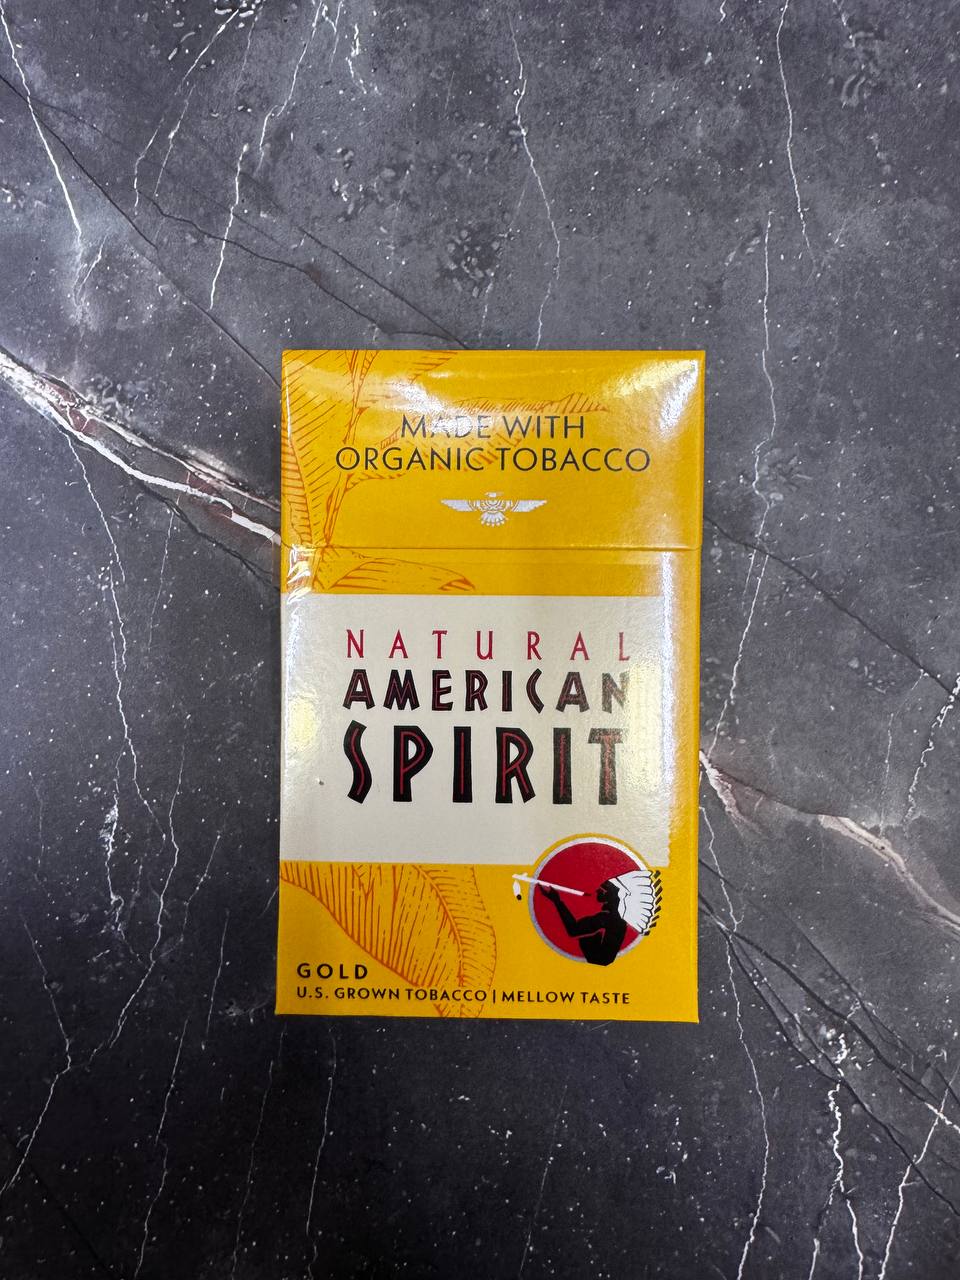 MADE WITH
ORGANIC TOBACCO
NATURAL
AMERICAN
SPIRIT
GOLD
U.S. GROWN TOBACCO | MELLOW TASTE